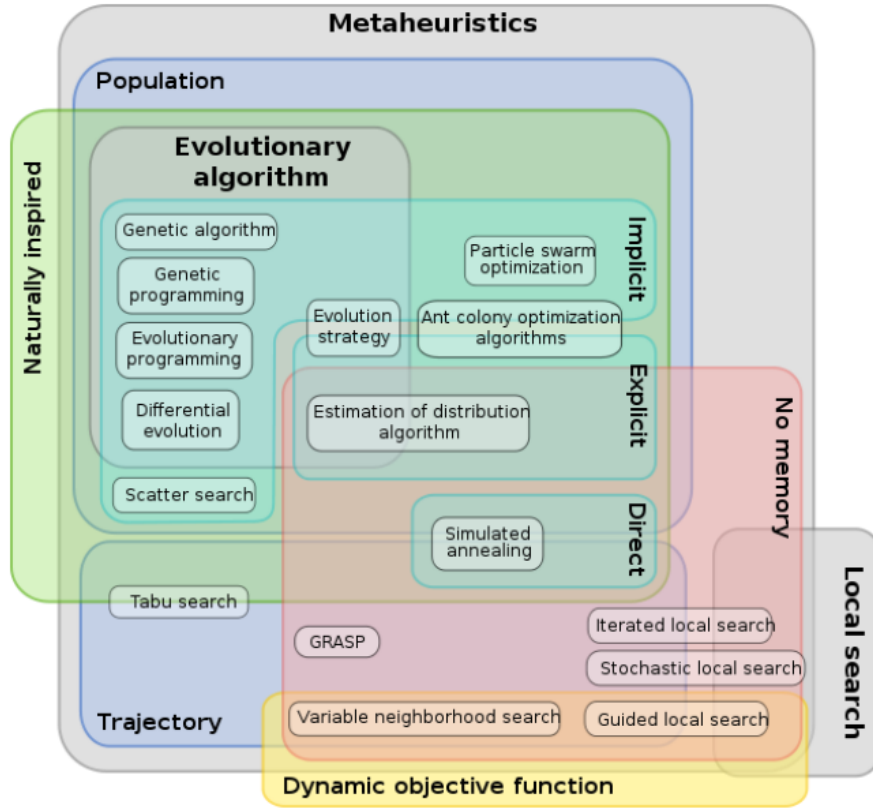 Metaheuristics
Population
Naturally inspired
Evolutionary
algorithm
Genetic algorithm
Implicit
Particle swarm
optimization
Genetic
programming
Evolution
strategy
Ant colony optimization
algorithms
Evolutionary
programming
Explicit
Differential
evolution
Estimation of distribution
algorithm
No memory
Scatter search
Direct
Simulated
annealing
Local search
Tabu search
GRASP
Iterated local search
Stochastic local search
Trajectory
Variable neighborhood search
Guided local search
Dynamic objective function